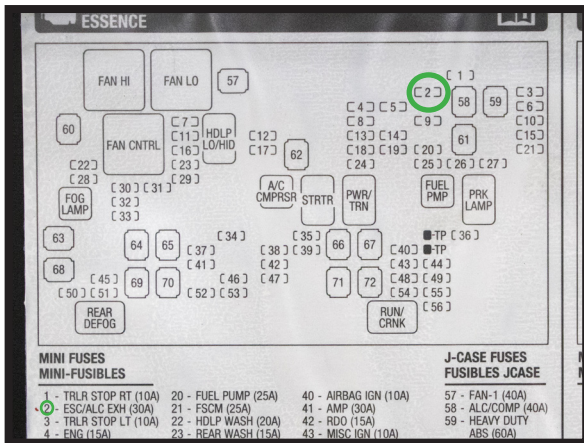 ESSENCE
FAN HI
FAN LO
57
1
2
58
59
3
4 5
6
8
9
10
60
FAN CNTRL
7
11
HDLP LO/HID
16
12
17
62
13 14
18 19
20
61
15
21
22
23
24
25 26 27
28
29
FOG LAMP
30 31
32
33
A/C CMPRSR
STRTR
PWR/ TRN
FUEL PMP
PRK LAMP
63
64
65
34
35
66
67
-TP
36
37
38 39
40
-TP
68
41
42
43 44
45
69
70
46
47
71
72
48 49
50 51
52 53
54 55
REAR DEFOG
RUN/ CRNK
56
MINI FUSES
MINI-FUSIBLES
J-CASE FUSES
FUSIBLES JCASE
1 - TRLR STOP RT (10A) 20 - FUEL PUMP (25A) 40 - AIRBAG IGN (10A) 57 - FAN-1 (40A)
2 - ESC/ALC EXH (30A) 21 - FSCM (25A) 41 - AMP (30A) 58 - ALC/COMP (40A)
3 - TRLR STOP LT (10A) 22 - HDLP WASH (20A) 42 - RDO (15A) 59 - HEAVY DUTY
4 - ENG (15A) 23 - REAR WASH (15A) 43 - MISC IGN (10A) ABS (60A)